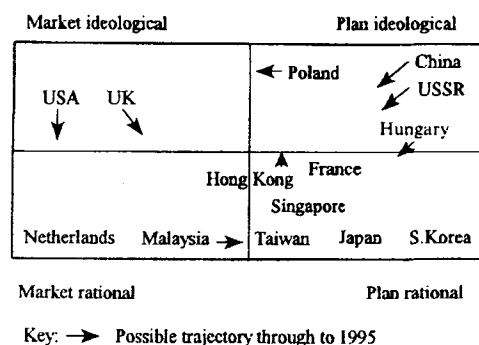 Market ideological Plan ideological
China
Poland
USSR
USA UK
Hungary
France
Hong Kong
Singapore
Netherlands Malaysia Taiwan Japan S.Korea
Market rational Plan rational
Key: → Possible trajectory through to 1995